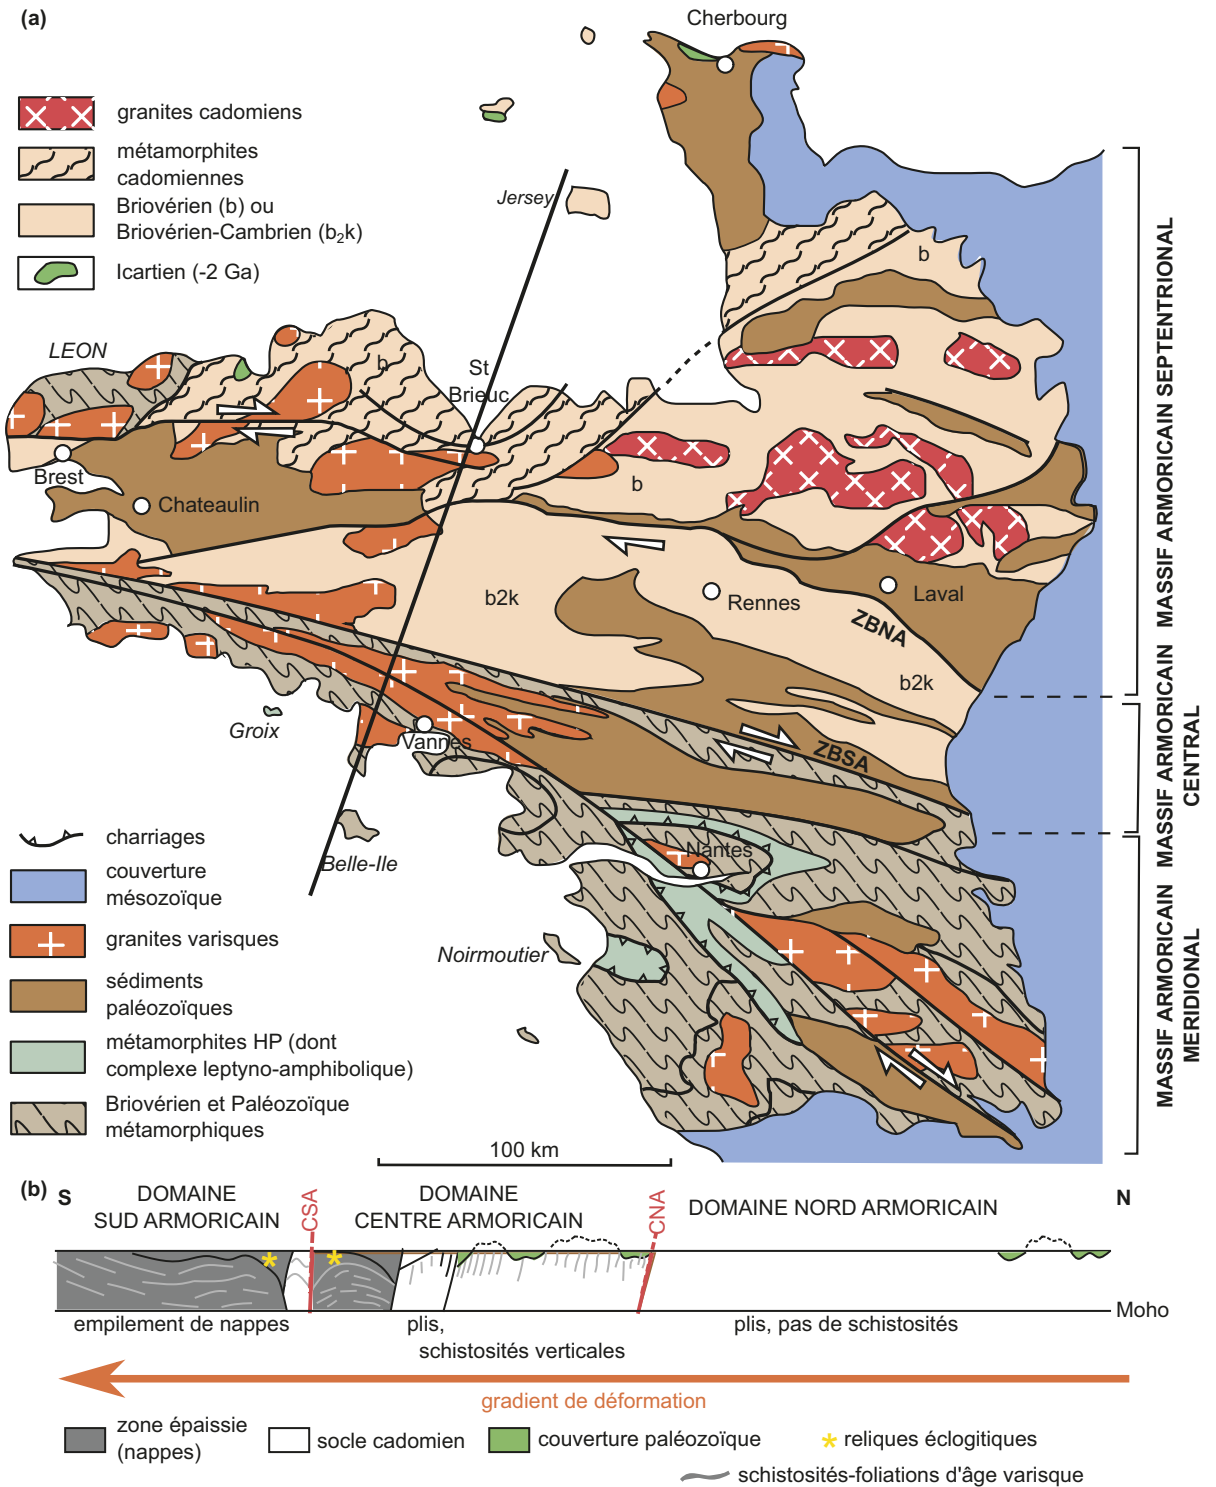 (a)
Cherbourg
granites cadomiens
métamorphites
cadomiennes
Briovérien (b) ou
Briovérien-Cambrien (b2k)
Icartien (-2 Ga)
Jersey
b
LEON
b
St
Brieuc
Brest
Chateaulin
b
b2k
Rennes
Laval
ZBNA
b2k
ZBSA
Groix
Vannes
Belle-Ile
Nantes
Noirmoutier
MASSIF ARMORICAIN SEPTENTRIONAL
MASSIF ARMORICAIN
CENTRAL
MASSIF ARMORICAIN
MERIDIONAL
charriages
couverture
mésozoïque
granites varisques
sédiments
paléozoïques
métamorphites HP (dont
complexe leptyno-amphibolique)
Briovérien et Paléozoïque
métamorphiques
100 km
(b)
S
DOMAINE
SUD ARMORICAIN
CSA
DOMAINE
CENTRE ARMORICAIN
CNA
DOMAINE NORD ARMORICAIN
N
Moho
empilement de nappes
plis,
schistosités verticales
plis, pas de schistosités
gradient de déformation
zone épaissie
(nappes)
socle cadomien
couverture paléozoïque
reliques éclogitiques
schistosités-foliations d'âge varisque